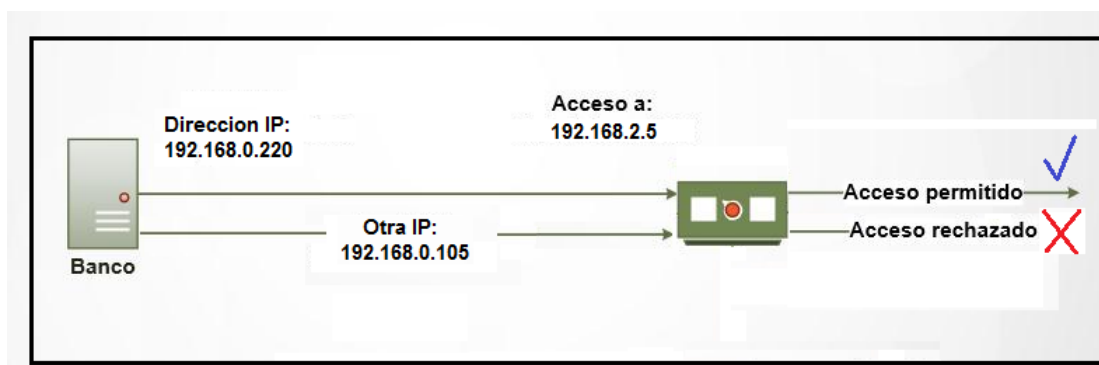 Acceso a:
192.168.2.5
Direccion IP:
192.168.0.220
Acceso permitido
Otra IP:
192.168.0.105
Acceso rechazado
Banco